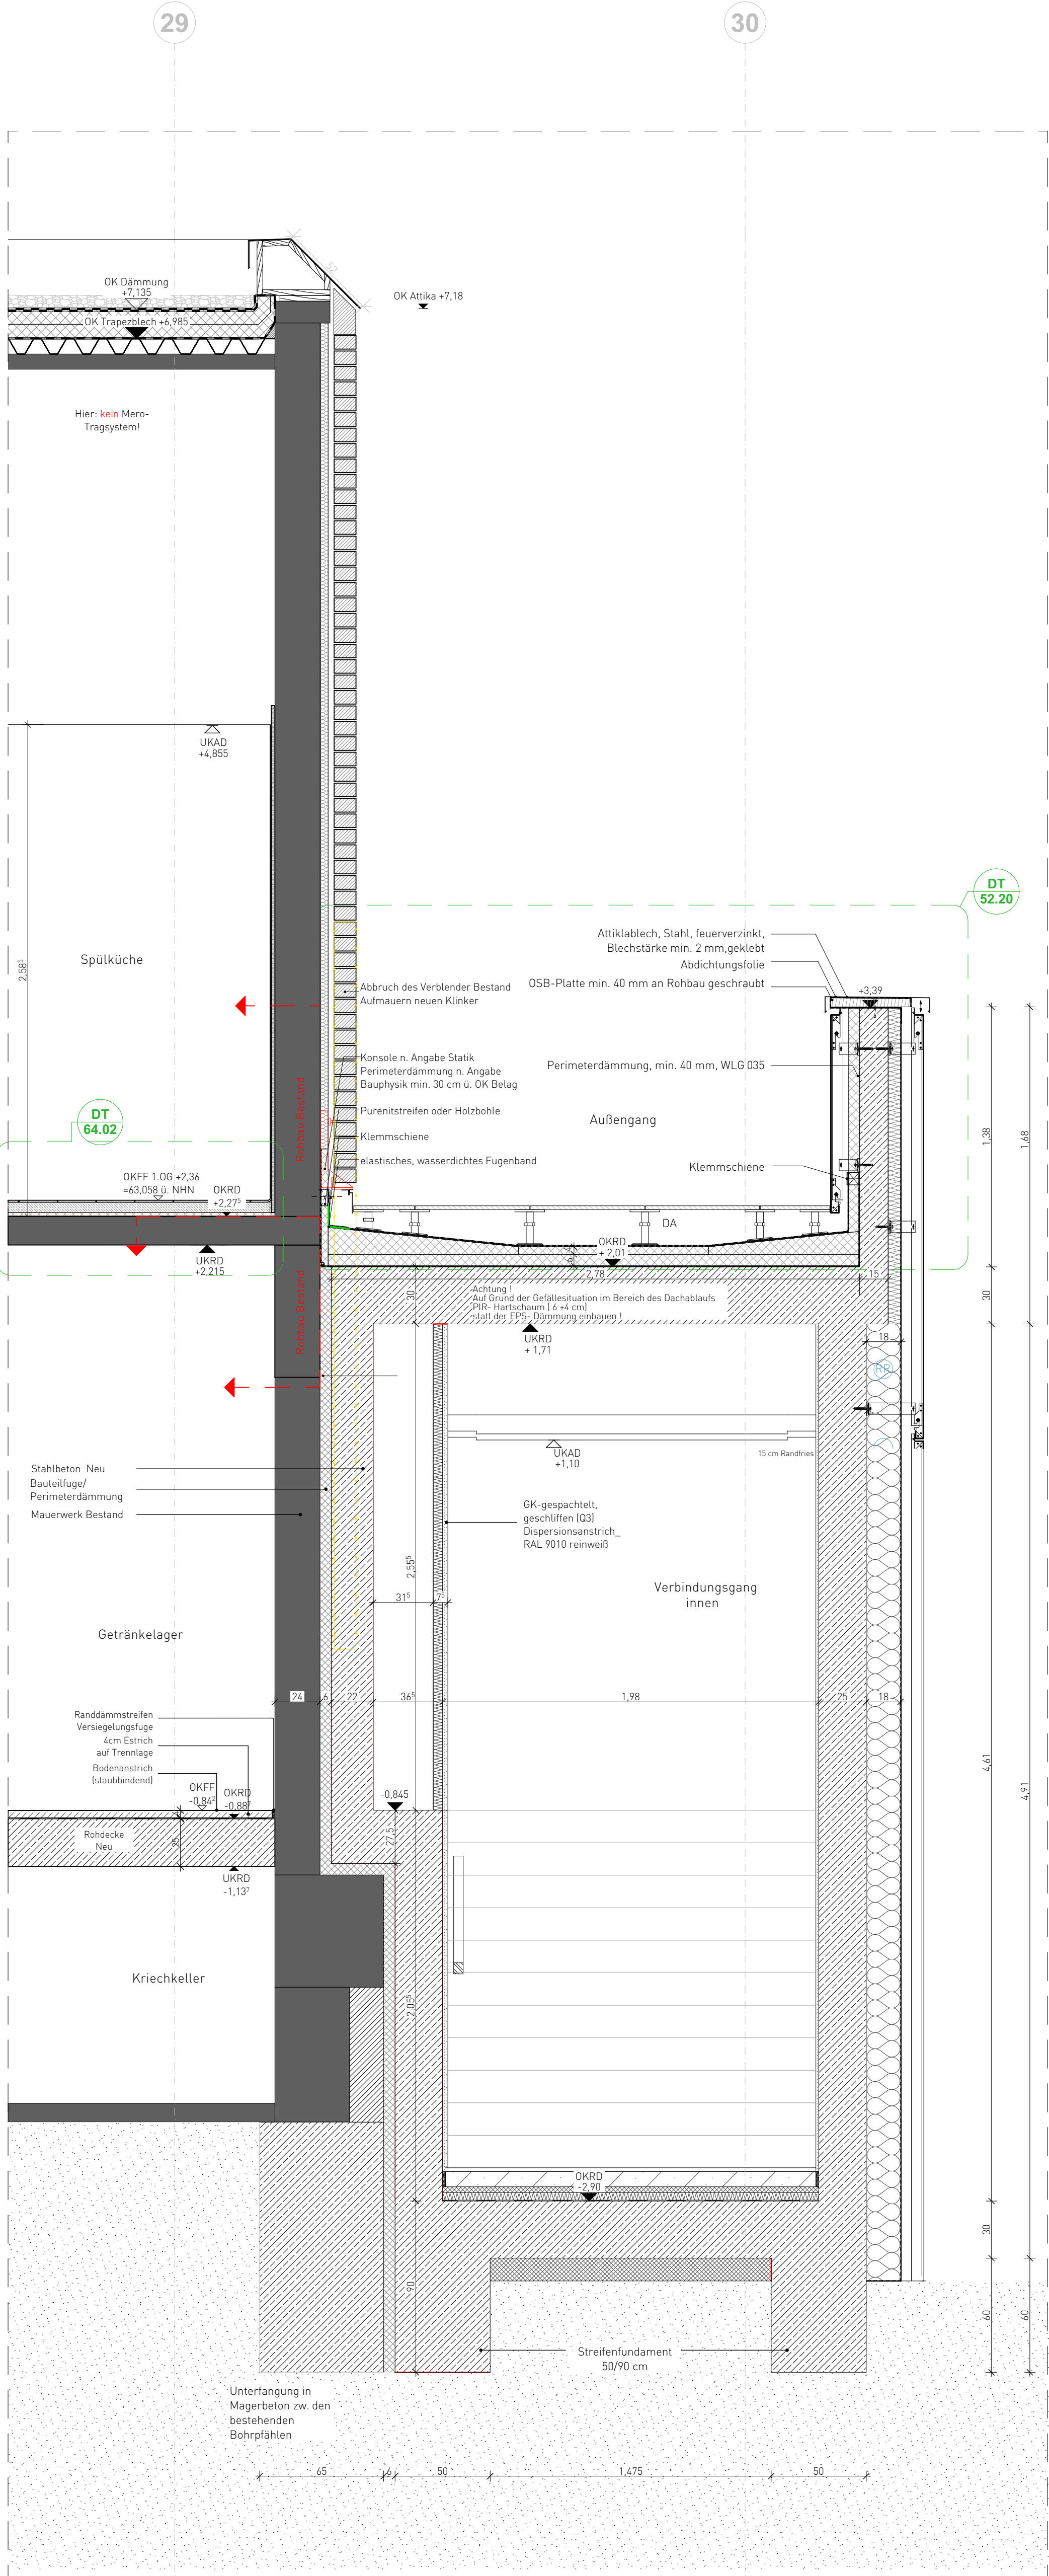 29
30
52
OK Dämmung
+7,135
OK Trapezblech +6,985
OK Attika +7,18
Hier: kein Mero-
Tragsystem!
UKAD
+4,855
2,58⁵
Spülküche
DT
52.20
Attiklablech, Stahl, feuerverzinkt,
Blechstärke min. 2 mm,geklebt
Abdichtungsfolie
OSB-Platte min. 40 mm an Rohbau geschraubt
+3,39
Abbruch des Verblender Bestand
Aufmauern neuen Klinker
Konsole n. Angabe Statik
Perimeterdämmung n. Angabe
Bauphysik min. 30 cm ü. OK Belag
Perimeterdämmung, min. 40 mm, WLG 035
Purenitstreifen oder Holzbohle
Außengang
Klemmschiene
elastisches, wasserdichtes Fugenband
Klemmschiene
Rohbau Bestand
DT
64.02
1,38
1,68
OKFF 1.OG +2,36
=63,058 ü. NHN
OKRD
+2,27⁵
DA
OKRD
+ 2,01
UKRD
+2,215
2,78
15
Rohbau Bestand
30
Achtung !
Auf Grund der Gefällesituation im Bereich des Dachablaufs
PIR- Hartschaum ( 6 +4 cm)
statt der EPS- Dämmung einbauen !
30
UKRD
+ 1,71
18
RR
UKAD
+1,10
15 cm Randfries
Stahlbeton Neu
Bauteilfuge/
Perimeterdämmung
Mauerwerk Bestand
GK-gespachtelt,
geschliffen (Q3)
Dispersionsanstrich_
RAL 9010 reinweiß
2,55⁵
31⁵
7⁵
Verbindungsgang
innen
Getränkelager
24
6
22
36⁵
1,98
25
18
Randdämmstreifen
Versiegelungsfuge
4cm Estrich
auf Trennlage
Bodenanstrich
(staubbindend)
OKFF
-0,84²
OKRD
-0,88⁷
-0,845
4,61
4,91
Rohdecke
Neu
25
27,5
UKRD
-1,13⁷
Kriechkeller
2,05⁵
OKRD
-2,90
30
90
60
60
Streifenfundament
50/90 cm
Unterfangung in
Magerbeton zw. den
bestehenden
Bohrpfählen
65
6
50
1,475
50